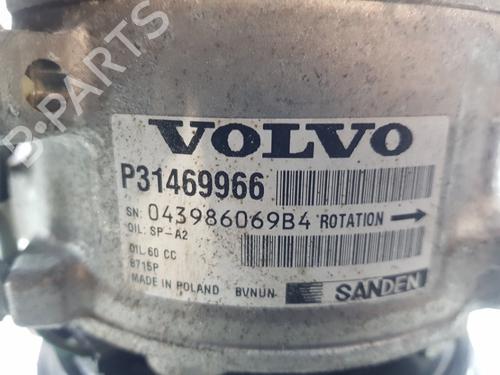 B-PARTS
VOLVO
P31469966
SN: 043986069B4 ROTATION
OIL: SP-A2
OIL 60 CC
8715P
MADE IN POLAND BVNUN SANDEN